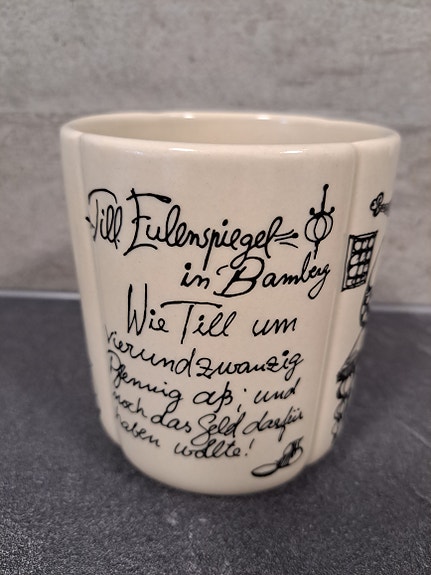 Till Eulenspiegel
in Bamberg
Wie Till um
vierundzwanzig
Pfennig aß; und
noch das Geld dafür
haben wollte!